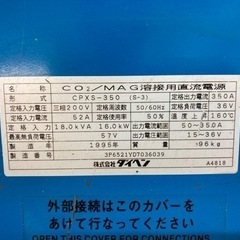 CO₂/MAG溶接用直流電源
形式 CPXS-350 (S-3) 定格出力電流 350A
定格入力電圧 三相200V 定格周波数 50/60Hz 定格負荷電圧 36V
定格入力電流 52A 定格使用率 50% 温度上昇 160℃
定格入力 18.0kVA 16.0kW 出力電流範囲 50~350A
最高無負荷電圧 57V 出力電圧範囲 15~36V
製造年 1995年 質量 96kg
3P6521YDT036039
株式会社ダイヘン A4818
外部接続はこのカバーを
あけて行なってください
OPEN THIS COVER FOR CONNECTIONS